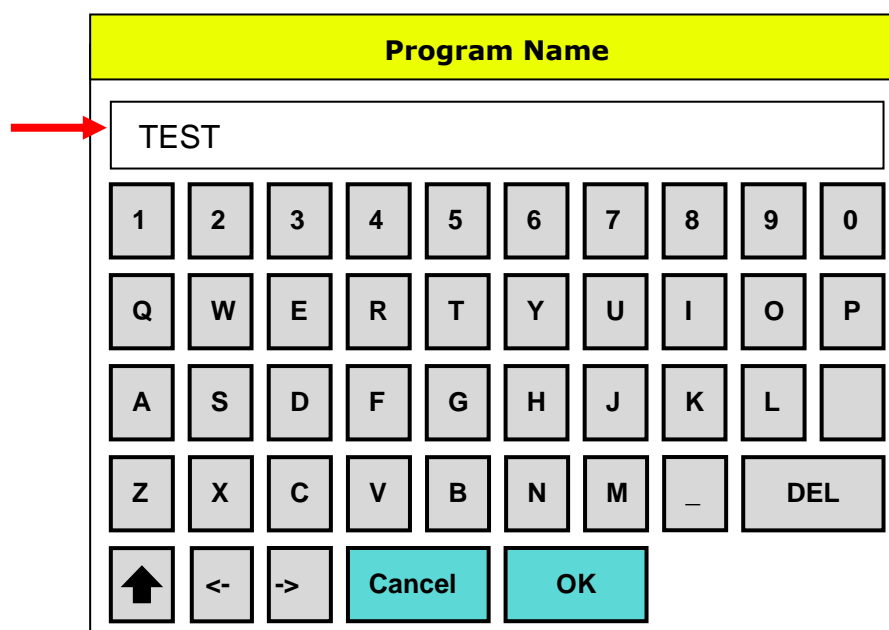 Program Name
TEST
1 2 3 4 5 6 7 8 9 0
Q W E R T Y U I O P
A S D F G H J K L
Z X C V B N M _ DEL
<- -> Cancel OK